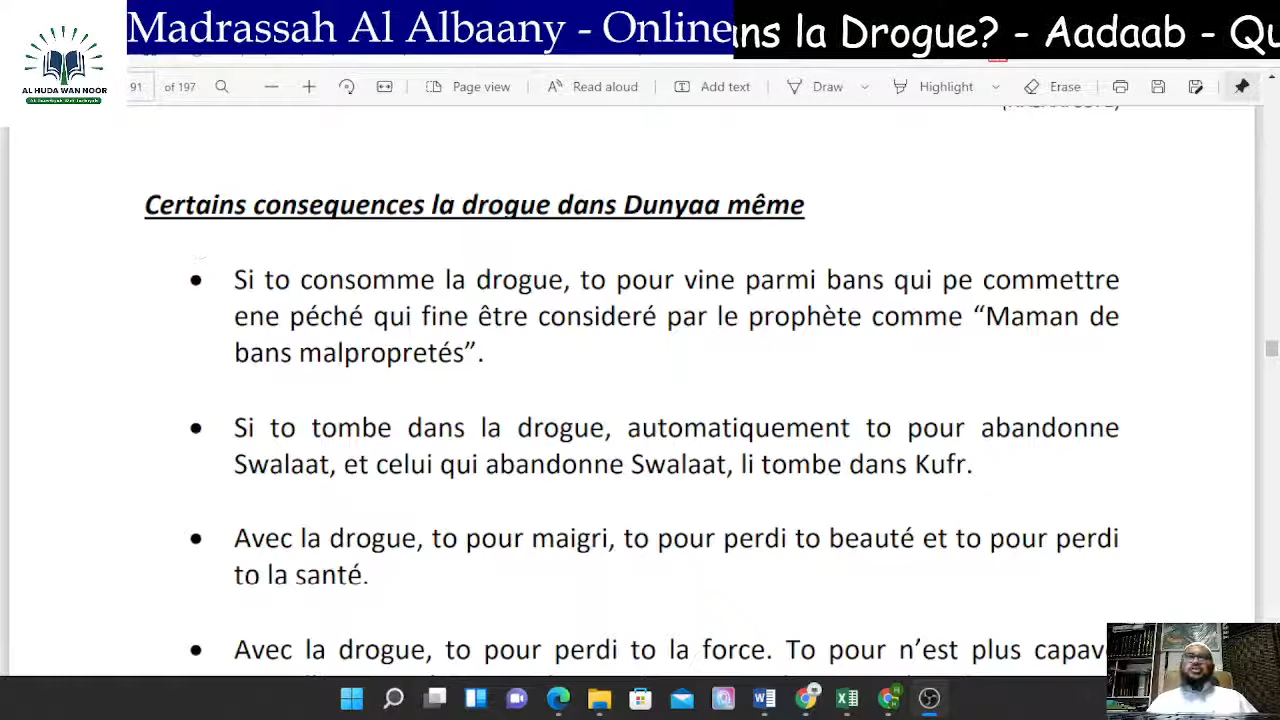 Madrassah Al Albaany - Online
ns la Drogue? - Aadaab - Qu
AL HUDA WAN NOOR
91 of 197
Page view
Read aloud
Add text
Draw
Highlight
Erase
Certains consequences la drogue dans Dunyaa même
• Si to consomme la drogue, to pour vine parmi bans qui pe commettre
ene péché qui fine être consideré par le prophète comme “Maman de
bans malpropretés”.
• Si to tombe dans la drogue, automatiquement to pour abandonne
Swalaat, et celui qui abandonne Swalaat, li tombe dans Kufr.
• Avec la drogue, to pour maigri, to pour perdi to beauté et to pour perdi
to la santé.
• Avec la drogue, to pour perdi to la force. To pour n’est plus capav